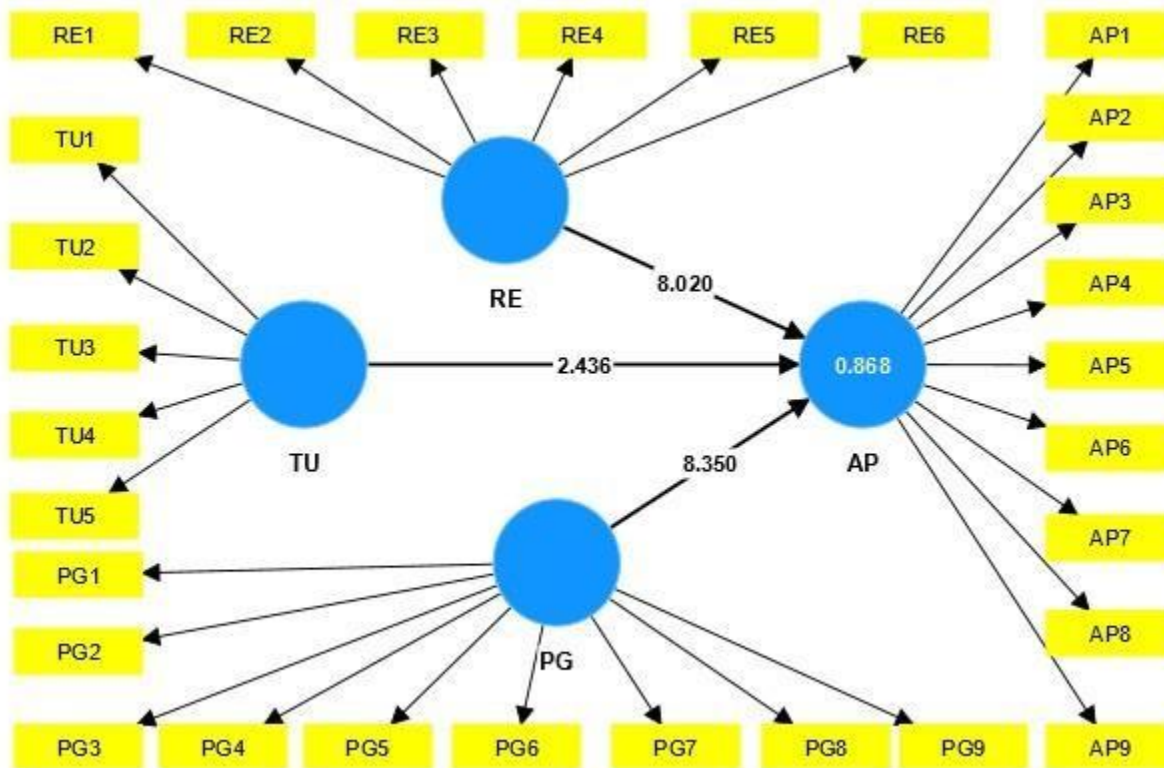 RE1 RE2 RE3 RE4 RE5 RE6 AP1
AP2
TU1
AP3
TU2
AP4
8.020
RE
TU3
2.436
0.868
AP5
TU4
AP6
TU
8.350
AP
TU5
AP7
PG1
AP8
PG2
PG
PG3 PG4 PG5 PG6 PG7 PG8 PG9 AP9